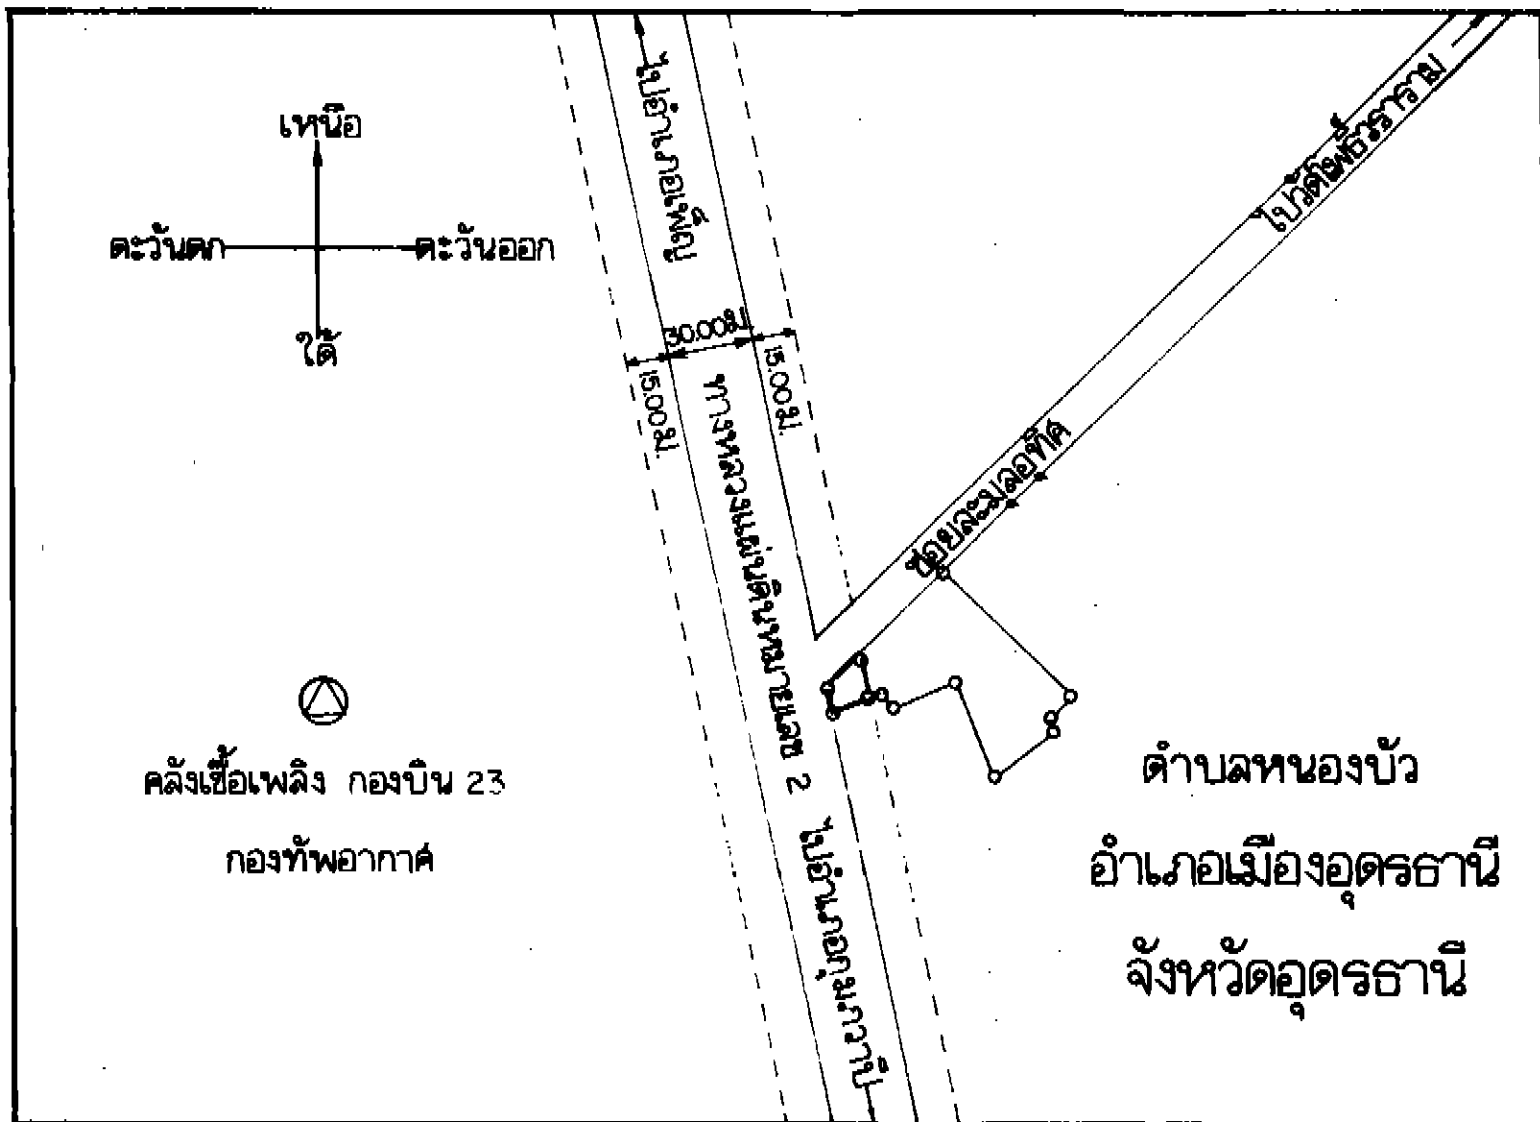 เหนือ
ตะวันตก
ตะวันออก
ใต้
ไปอำเภอเพ็ญ
ไปวัดโพธิวราราม
30.00ม.
15.00ม.
15.00ม.
ทางหลวงแผ่นดินหมายเลข 2
ซอยละมลอุทิศ
คลังเชื้อเพลิง กองบิน 23
กองทัพอากาศ
ไปอำเภอกุมภวาปี
ตำบลหนองบัว
อำเภอเมืองอุดรธานี
จังหวัดอุดรธานี